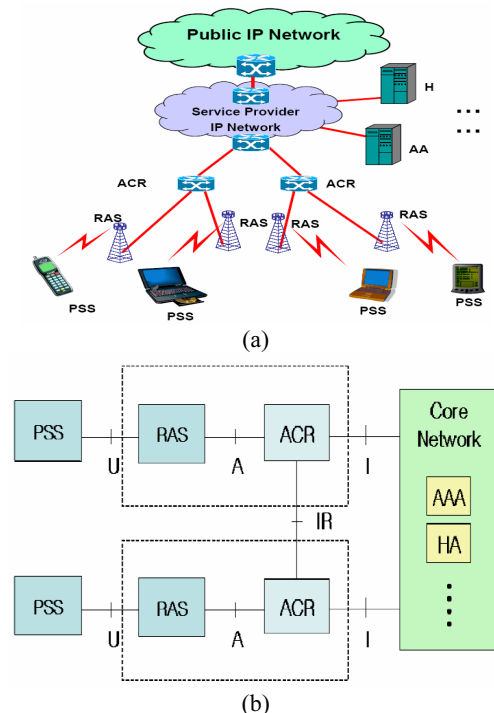 Public IP Network
Service Provider
IP Network
H
...
...
AA
ACR
ACR
RAS
RAS
RAS
RAS
PSS
PSS
PSS
PSS
(a)
Core
Network
PSS
RAS
ACR
U
A
I
AAA
IR
HA
PSS
RAS
ACR
U
A
I
(b)